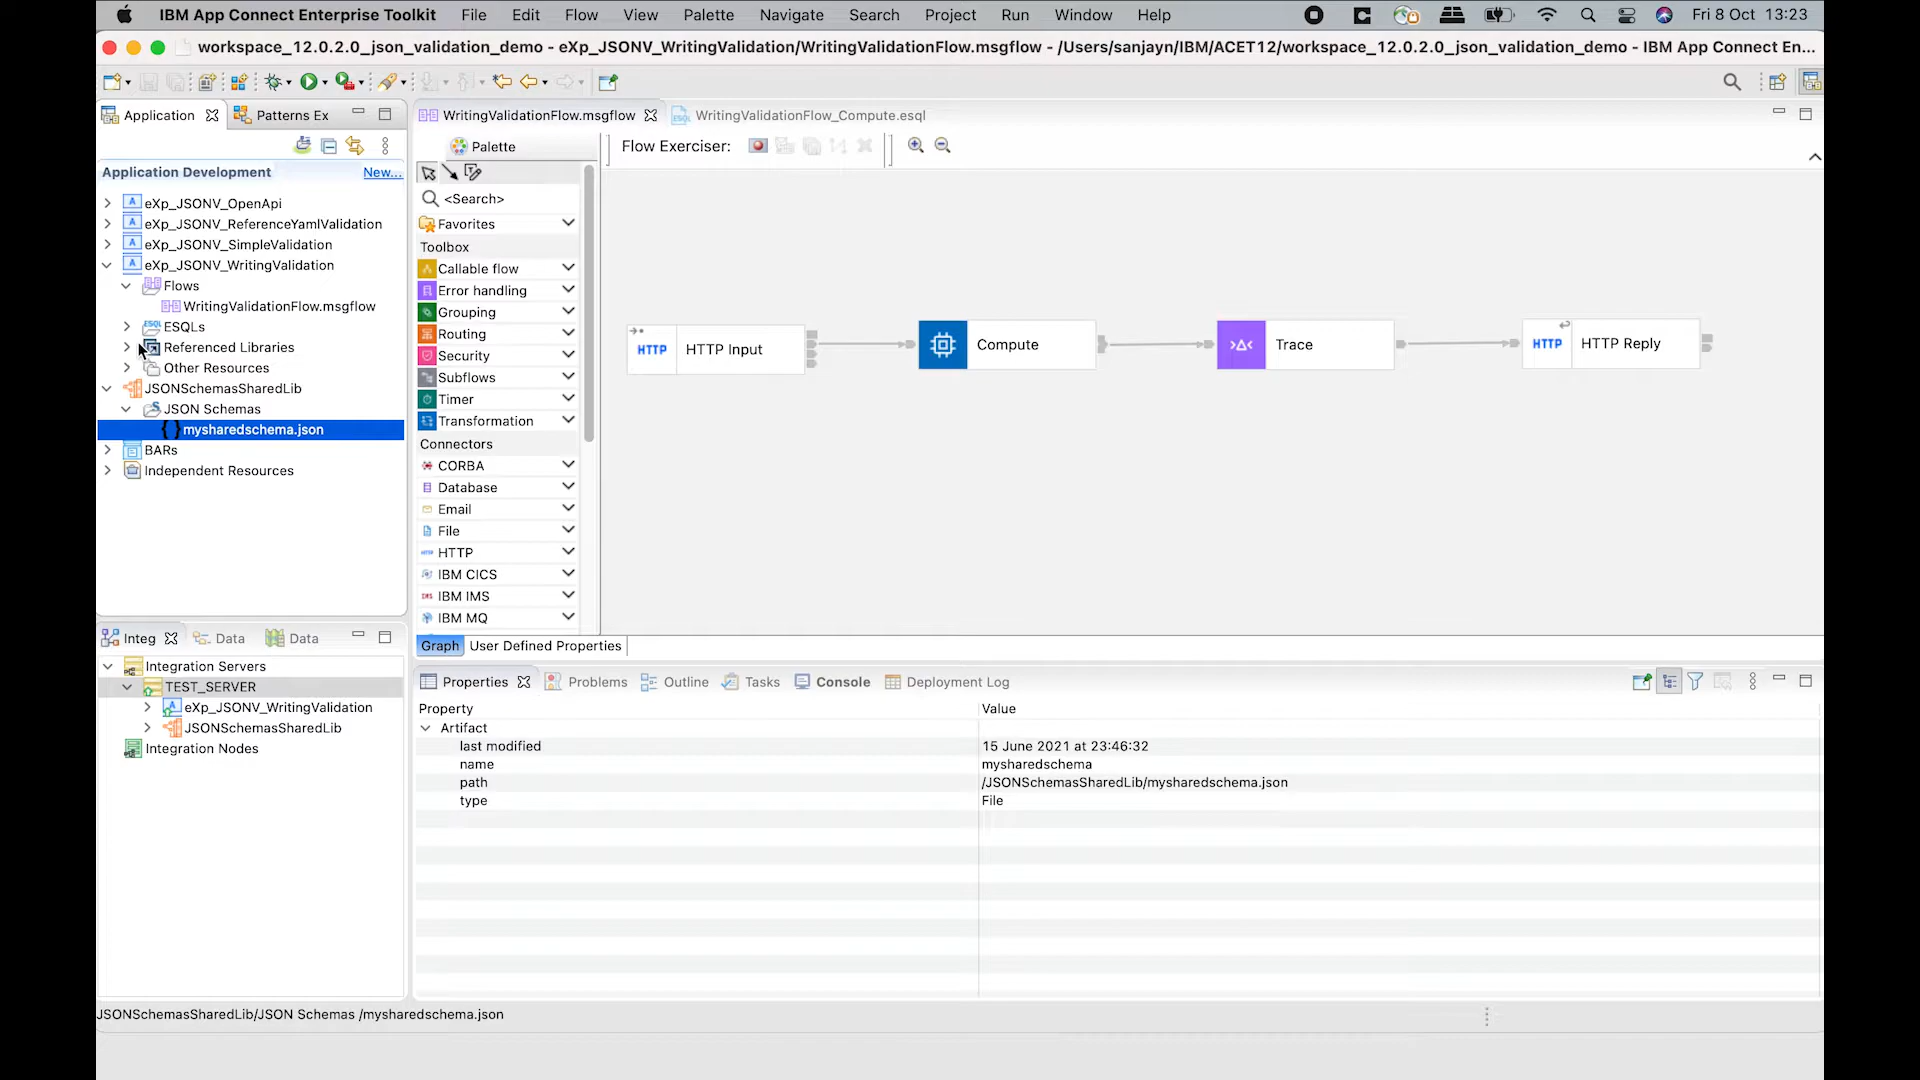 IBM App Connect Enterprise Toolkit File Edit Flow View Palette Navigate Search Project Run Window Help Fri 8 Oct 13:23
workspace_12.0.2.0_json_validation_demo - eXp_JSONV_WritingValidation/WritingValidationFlow.msgflow - /Users/sanjayn/IBM/ACET12/workspace_12.0.2.0_json_validation_demo - IBM App Connect En...
Application
Patterns Ex
Application Development New...
eXp_JSONV_OpenApi
eXp_JSONV_ReferenceYamlValidation
eXp_JSONV_SimpleValidation
eXp_JSONV_WritingValidation
Flows
WritingValidationFlow.msgflow
ESQLs
Referenced Libraries
Other Resources
JSONSchemasSharedLib
JSON Schemas
mysharedschema.json
BARs
Independent Resources
WritingValidationFlow.msgflow
WritingValidationFlow_Compute.esql
Palette
Flow Exerciser:
<Search>
Favorites
Toolbox
Callable flow
Error handling
Grouping
Routing
Security
Subflows
Timer
Transformation
Connectors
CORBA
Database
Email
File
HTTP
IBM CICS
IBM IMS
IBM MQ
HTTP HTTP Input
Compute
Trace
HTTP HTTP Reply
Graph User Defined Properties
Integ
Data
Data
Integration Servers
TEST_SERVER
eXp_JSONV_WritingValidation
JSONSchemasSharedLib
Integration Nodes
Properties Problems Outline Tasks Console Deployment Log
Property Value
Artifact
last modified 15 June 2021 at 23:46:32
name mysharedschema
path /JSONSchemasSharedLib/mysharedschema.json
type File
JSONSchemasSharedLib/JSON Schemas /mysharedschema.json